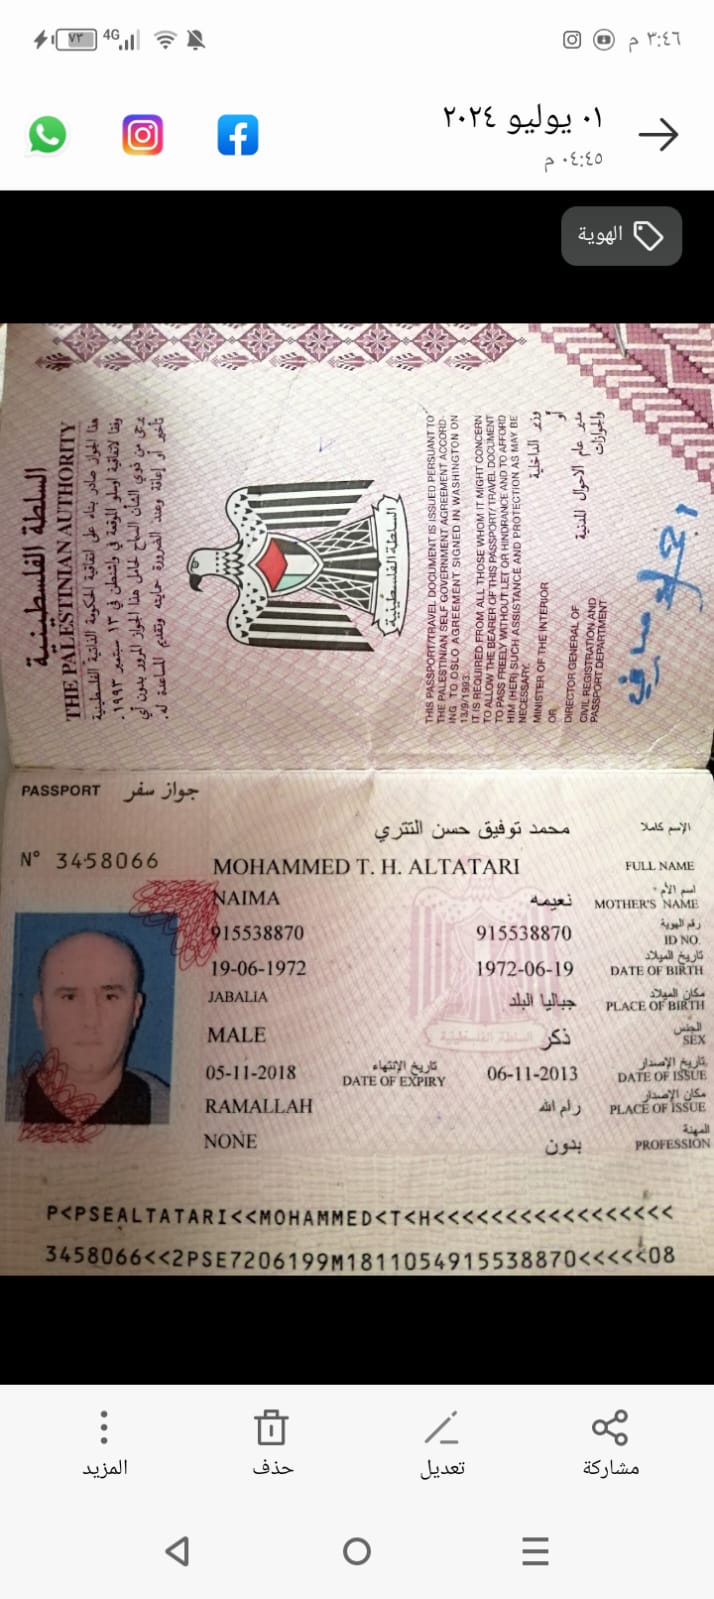 ٣:٤٦ م
4G
٧٣
٠١ يوليو ٢٠٢٤
٠٤:٤٥ م
الهوية
السلطة الفلسطينية
THE PALESTINIAN AUTHORITY
هذا الجواز صادر بناء على اتفاقية الحكومة الذاتية الفلسطينية
وفقا لاتفاقية اوسلو الموقعة في واشنطن في ١٣ سبتمبر ١٩٩٣.
يرجى من ذوي الشأن السماح لحامل هذا الجواز المرور بدون أي
تأخير أو إعاقة وعند الضرورة حمايته وتقديم المساعدة له.
السلطة الفلسطينية
THIS PASSPORT/TRAVEL DOCUMENT IS ISSUED PERSUANT TO
THE PALESTINIAN SELF GOVERNMENT AGREEMENT ACCORD-
ING TO OSLO AGREEMENT SIGNED IN WASHINGTON ON
13/9/1993.
IT IS REQUIRED FROM ALL THOSE WHOM IT MIGHT CONCERN
TO ALLOW THE BEARER OF THIS PASSPORT/TRAVEL DOCUMENT
TO PASS FREELY WITHOUT LET OR HINDRANCE AND TO AFFORD
HIM (HER) SUCH ASSISTANCE AND PROTECTION AS MAY BE
NECESSARY.
MINISTER OF THE INTERIOR وزير الداخلية
OR أو
DIRECTOR GENERAL OF مدير عام الاحوال المدنية
CIVIL REGISTRATION AND والجوازات
PASSPORT DEPARTMENT
PASSPORT جواز سفر
الإسم كاملا محمد توفيق حسن التتري
N° 3458066
MOHAMMED T. H. ALTATARI FULL NAME
NAIMA نعيمه اسم الأم MOTHER'S NAME
915538870 915538870 رقم الهوية ID NO.
19-06-1972 1972-06-19 تاريخ الميلاد DATE OF BIRTH
JABALIA جباليا البلد مكان الميلاد PLACE OF BIRTH
MALE ذكر الجنس SEX
05-11-2018 تاريخ الإنتهاء DATE OF EXPIRY 06-11-2013 تاريخ الإصدار DATE OF ISSUE
RAMALLAH رام الله مكان الإصدار PLACE OF ISSUE
NONE بدون المهنة PROFESSION
P<PSEALTATARI<<MOHAMMED<T<H<<<<<<<<<<<<<<<<<
3458066<<2PSE7206199M1811054915538870<<<<<08
مشاركة
تعديل
حذف
المزيد